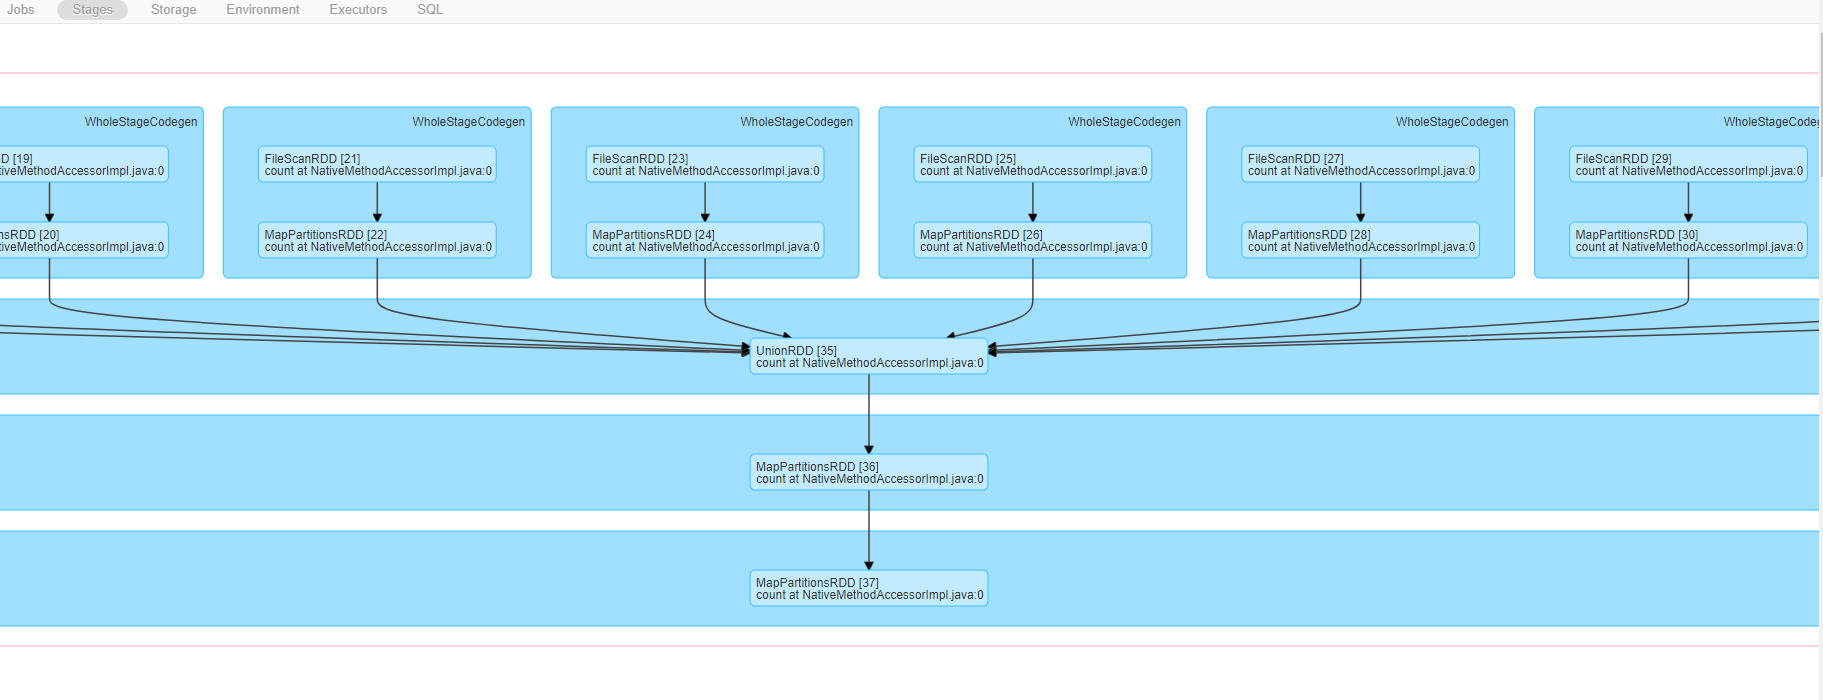 Jobs Stages Storage Environment Executors SQL
WholeStageCodegen WholeStageCodegen WholeStageCodegen WholeStageCodegen WholeStageCodegen
D [19]
tiveMethodAccessorImpl.java:0
FileScanRDD [21]
count at NativeMethodAccessorImpl.java:0
FileScanRDD [23]
count at NativeMethodAccessorImpl.java:0
FileScanRDD [25]
count at NativeMethodAccessorImpl.java:0
FileScanRDD [27]
count at NativeMethodAccessorImpl.java:0
FileScanRDD [29]
count at NativeMethodAccessorImpl.java:0
nsRDD [20]
tiveMethodAccessorImpl.java:0
MapPartitionsRDD [22]
count at NativeMethodAccessorImpl.java:0
MapPartitionsRDD [24]
count at NativeMethodAccessorImpl.java:0
MapPartitionsRDD [26]
count at NativeMethodAccessorImpl.java:0
MapPartitionsRDD [28]
count at NativeMethodAccessorImpl.java:0
MapPartitionsRDD [30]
count at NativeMethodAccessorImpl.java:0
UnionRDD [35]
count at NativeMethodAccessorImpl.java:0
MapPartitionsRDD [36]
count at NativeMethodAccessorImpl.java:0
MapPartitionsRDD [37]
count at NativeMethodAccessorImpl.java:0